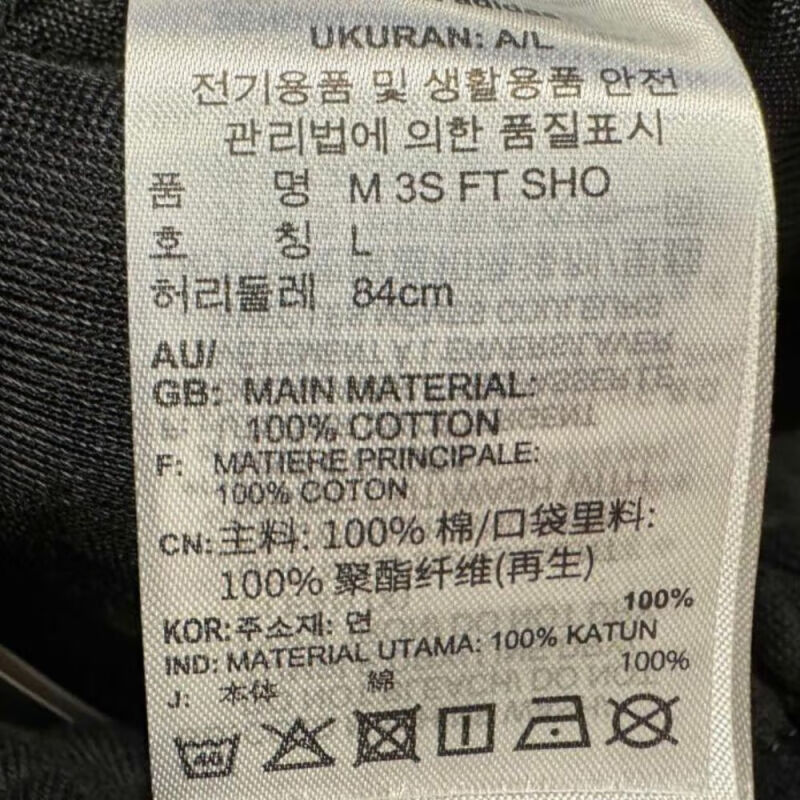 UKURAN: A/L
전기용품 및 생활용품 안전
관리법에 의한 품질표시
품 명 M 3S FT SHO
호 칭 L
허리둘레 84cm
AU/
GB: MAIN MATERIAL:
100% COTTON
F: MATIERE PRINCIPALE:
100% COTON
CN: 主料: 100% 棉/口袋里料:
100% 聚酯纤维(再生)
KOR: 주소재: 면 100%
IND: MATERIAL UTAMA: 100% KATUN
J: 本体 綿 100%
40